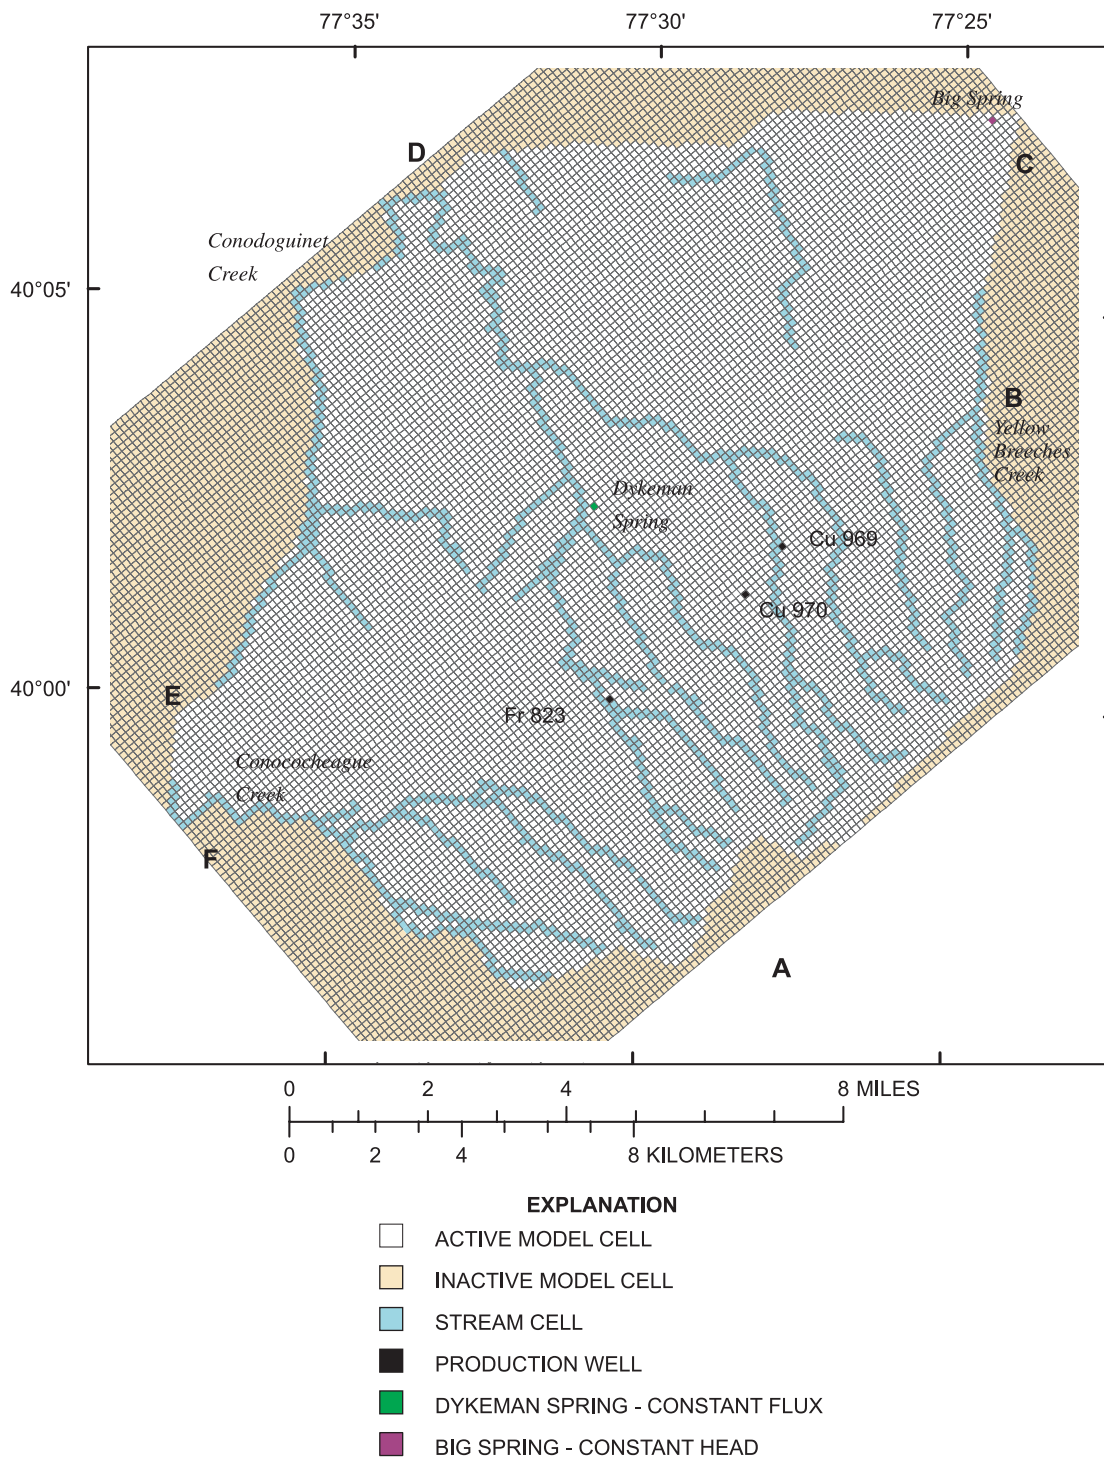 77°35' 77°30' 77°25'
Big Spring
D
C
Conodoguinet
Creek
40°05'
B
Yellow
Breeches
Creek
Dykeman
Spring
Cu 969
Cu 970
40°00'
E
Fr 823
Conococheague
Creek
F
A
0 2 4 8 MILES
0 2 4 8 KILOMETERS
EXPLANATION
ACTIVE MODEL CELL
INACTIVE MODEL CELL
STREAM CELL
PRODUCTION WELL
DYKEMAN SPRING - CONSTANT FLUX
BIG SPRING - CONSTANT HEAD